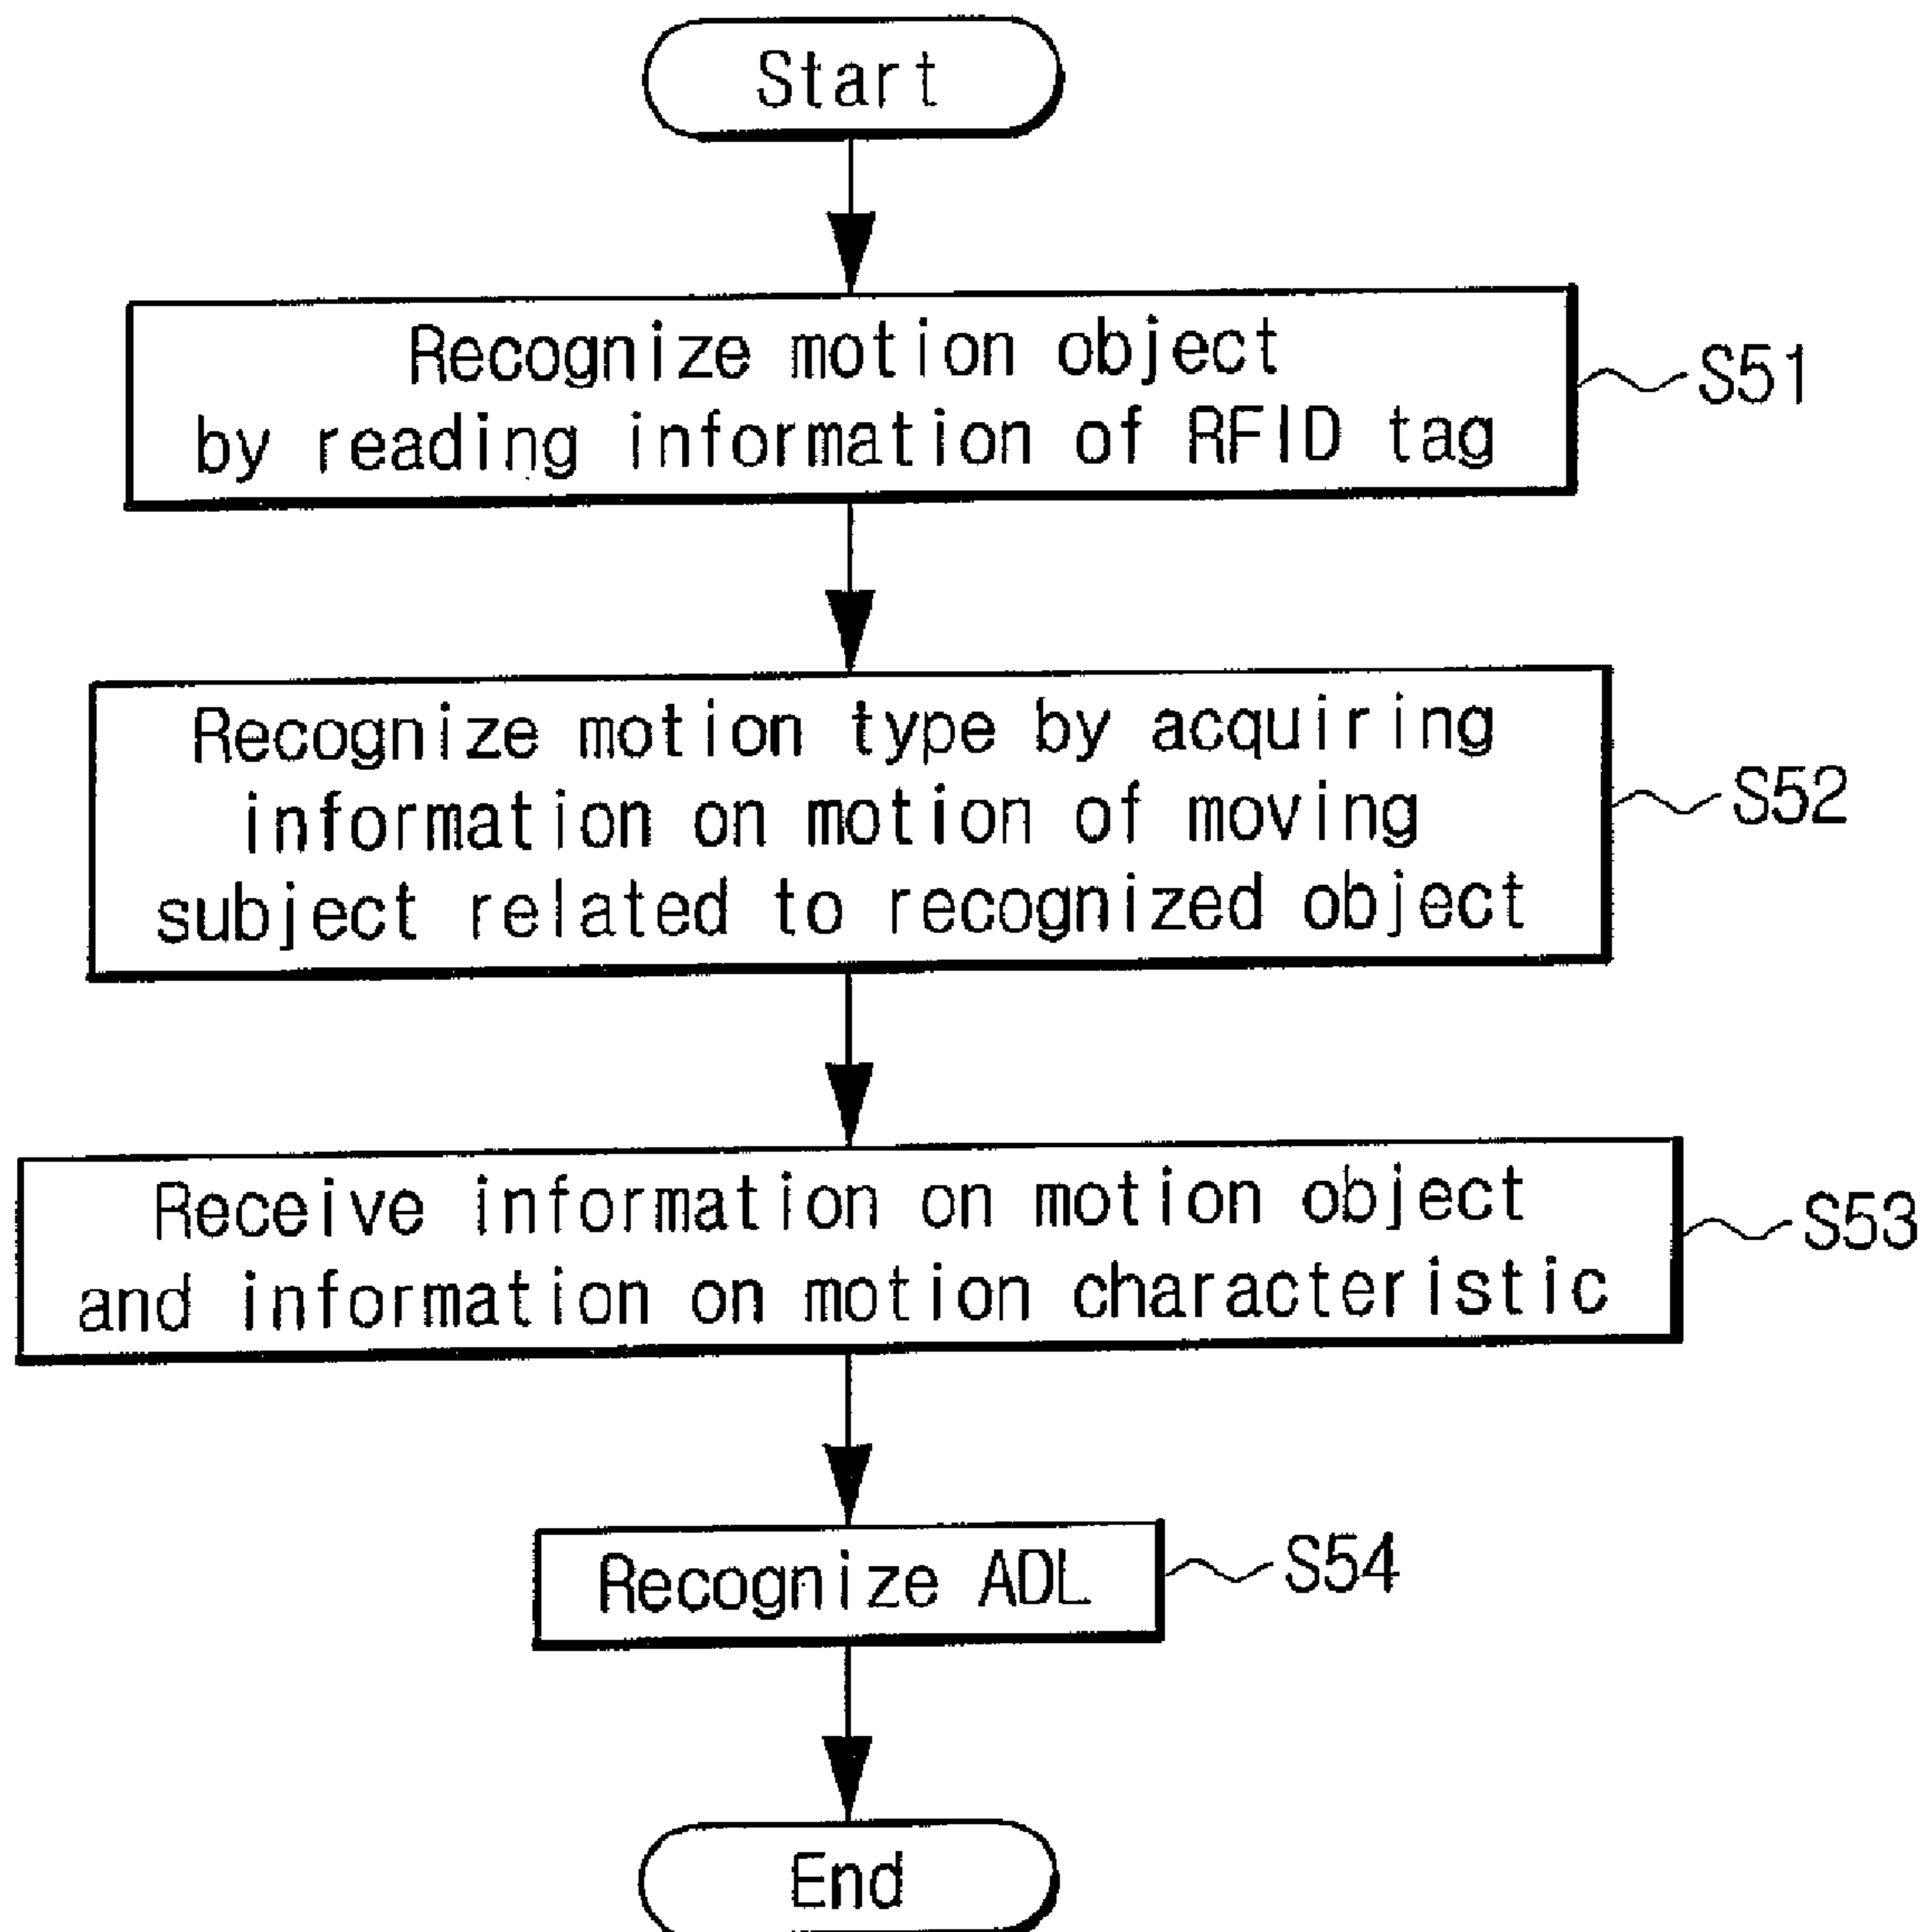 Start
Recognize motion object
by reading information of RFID tag
S51
Recognize motion type by acquiring
information on motion of moving
subject related to recognized object
S52
Receive information on motion object
and information on motion characteristic
S53
Recognize ADL
S54
End